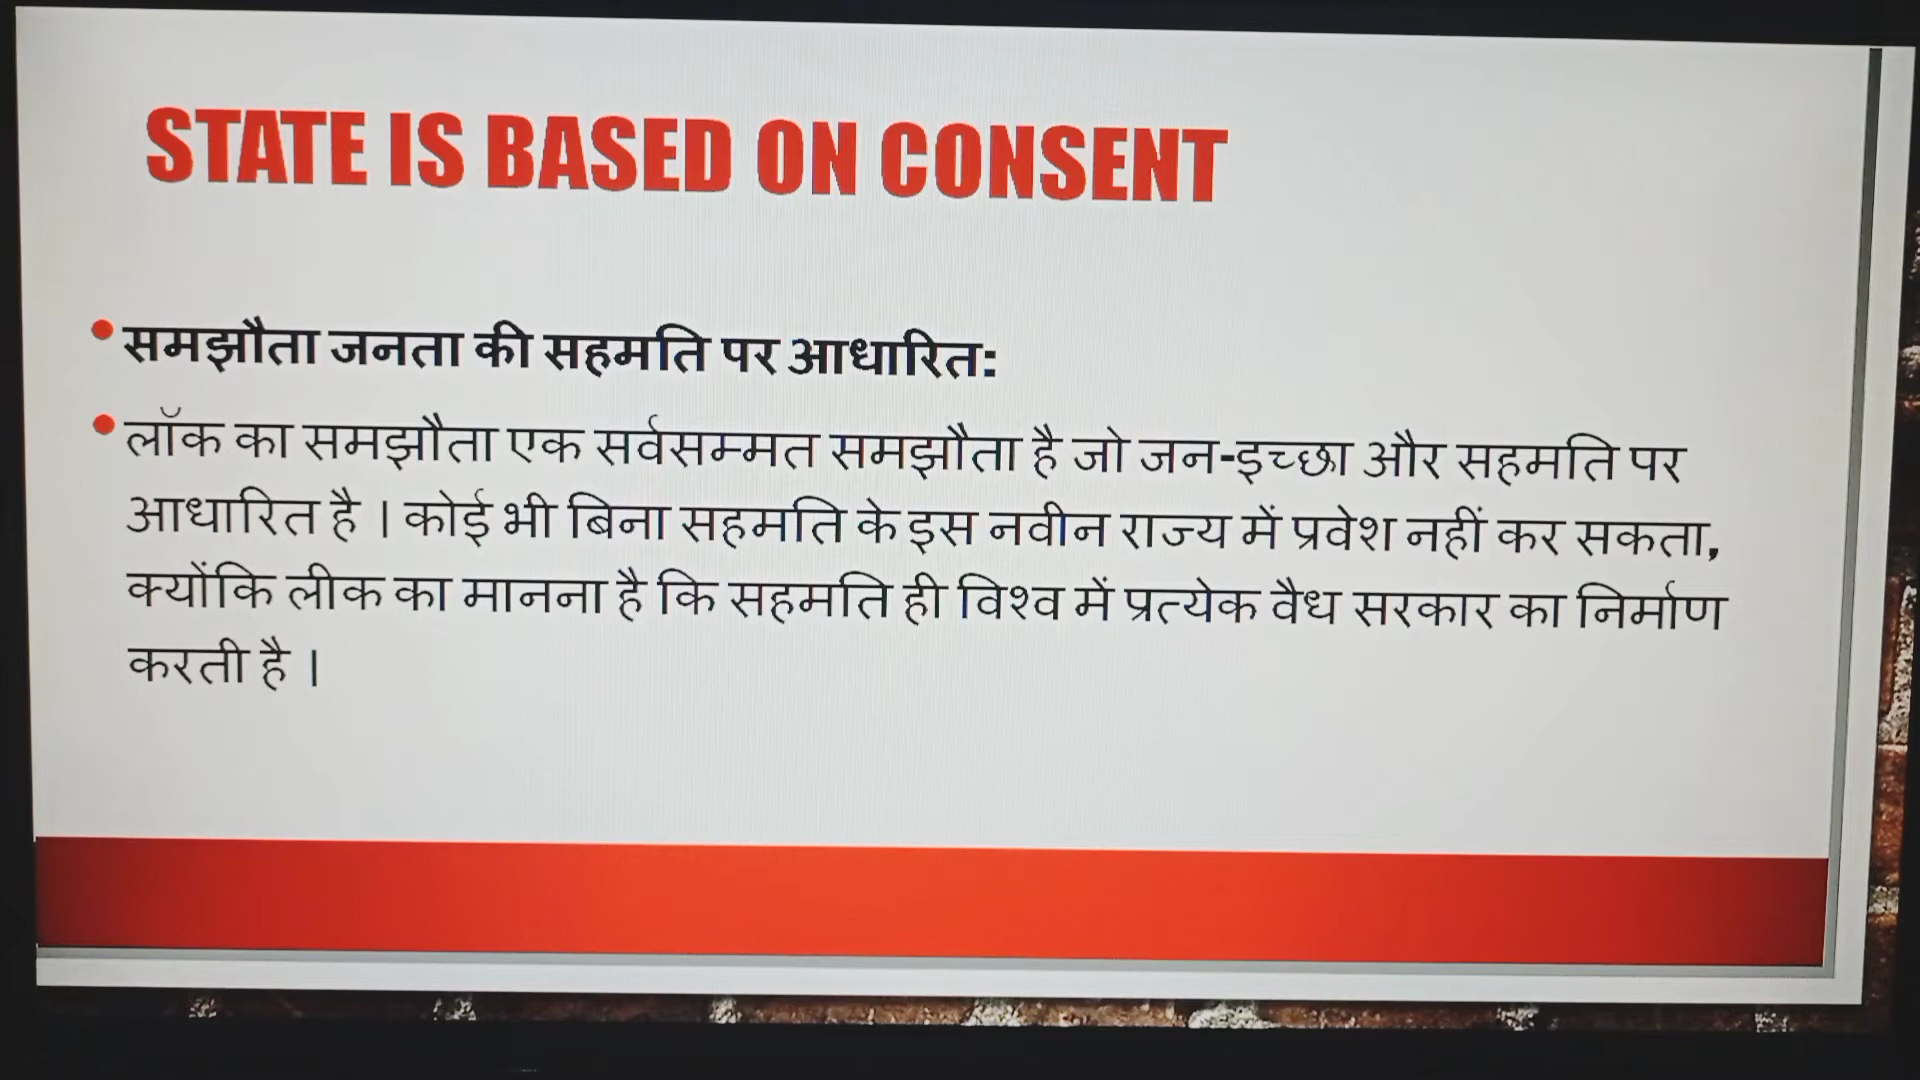 STATE IS BASED ON CONSENT
• समझौता जनता की सहमति पर आधारित:
• लॉक का समझौता एक सर्वसम्मत समझौता है जो जन-इच्छा और सहमति पर
आधारित है । कोई भी बिना सहमति के इस नवीन राज्य में प्रवेश नहीं कर सकता,
क्योंकि लीक का मानना है कि सहमति ही विश्व में प्रत्येक वैध सरकार का निर्माण
करती है ।